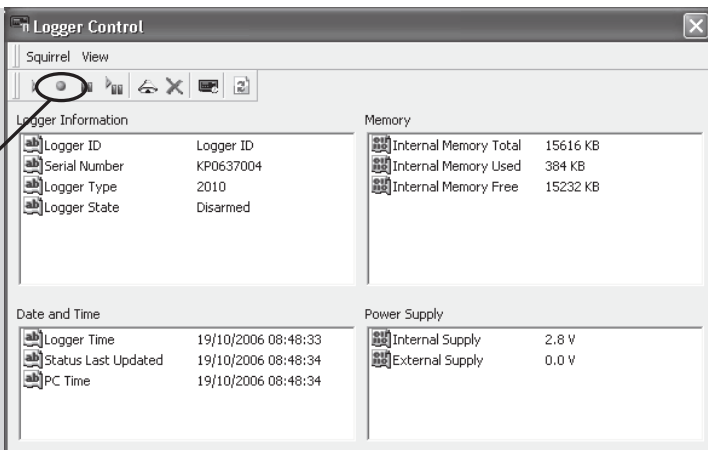 Logger Control
Squirrel View
Logger Information
Logger ID Logger ID
Serial Number KP0637004
Logger Type 2010
Logger State Disarmed
Memory
Internal Memory Total 15616 KB
Internal Memory Used 384 KB
Internal Memory Free 15232 KB
Date and Time
Logger Time 19/10/2006 08:48:33
Status Last Updated 19/10/2006 08:48:34
PC Time 19/10/2006 08:48:34
Power Supply
Internal Supply 2.8 V
External Supply 0.0 V